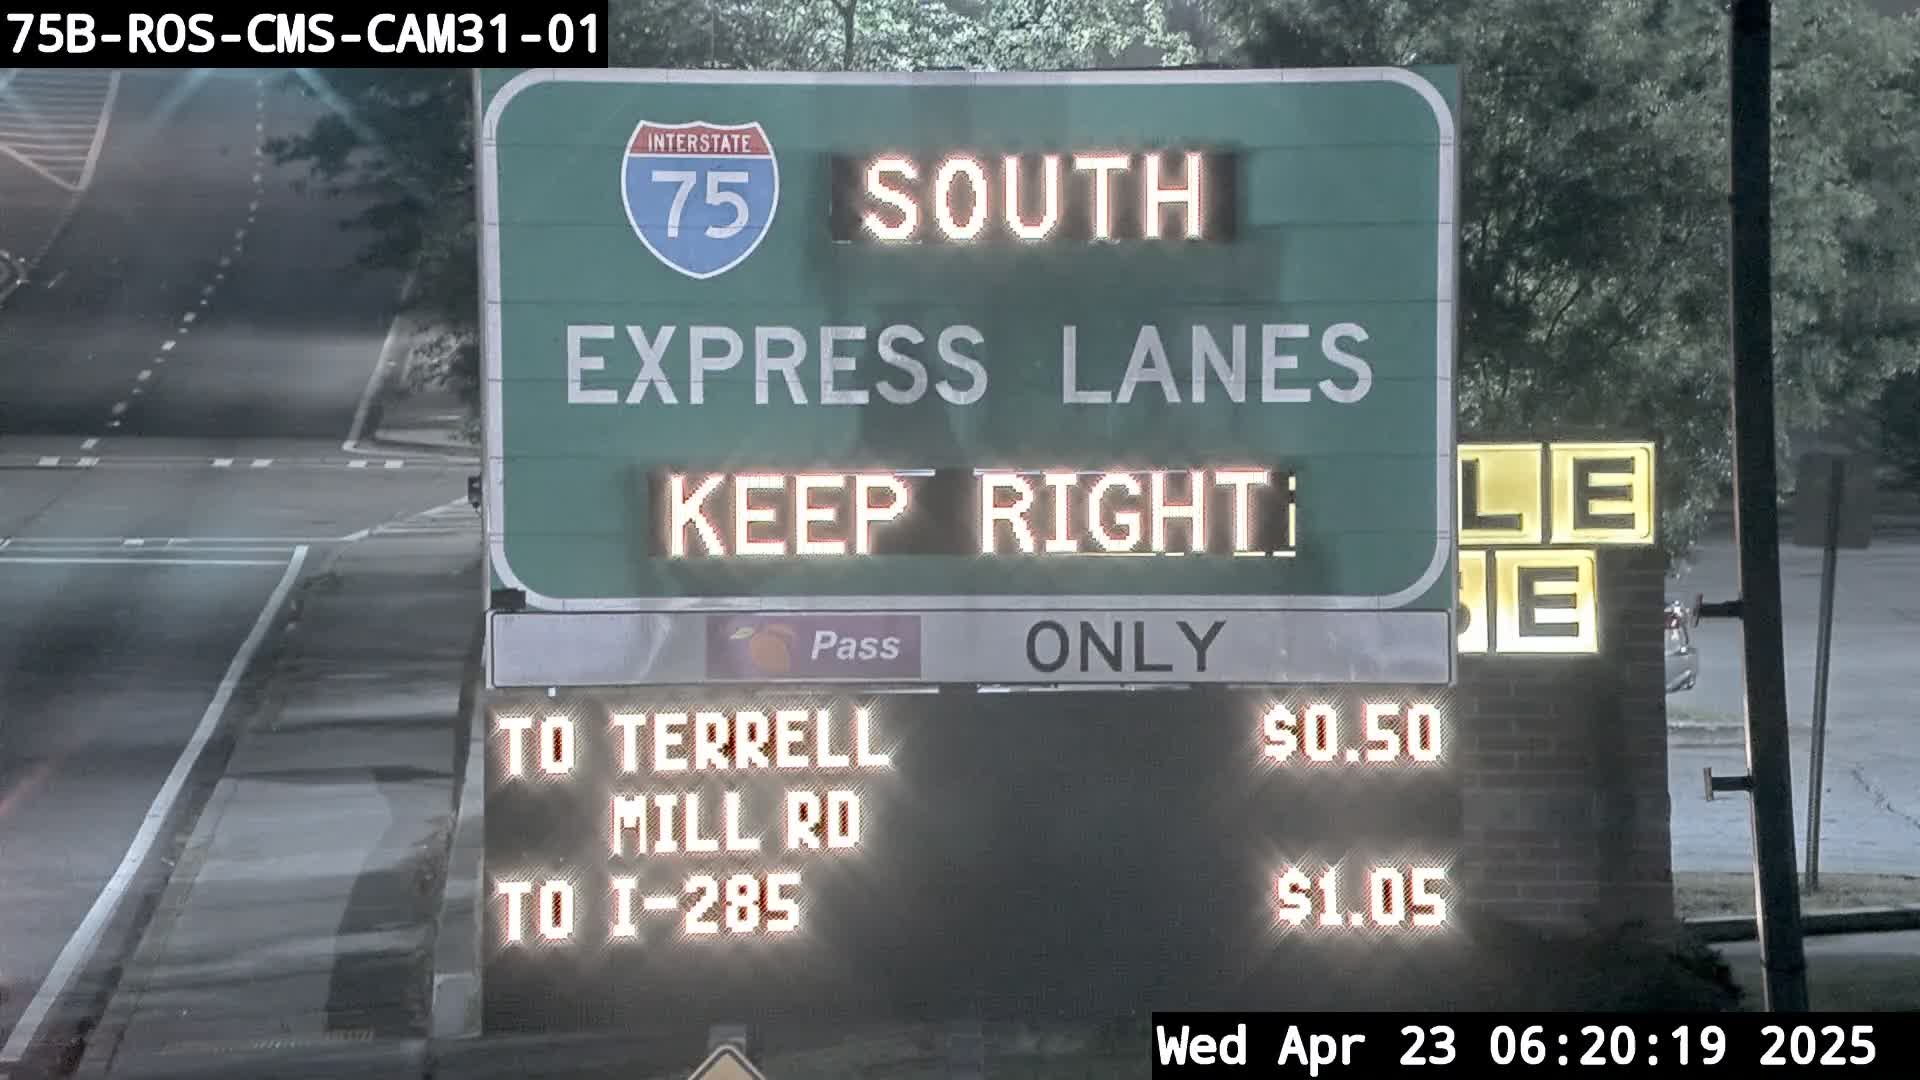 75B-ROS-CMS-CAM31-01
INTERSTATE
75
SOUTH
EXPRESS LANES
KEEP RIGHT
Pass ONLY
TO TERRELL $0.50
MILL RD
TO I-285 $1.05
LE
E
Wed Apr 23 06:20:19 2025